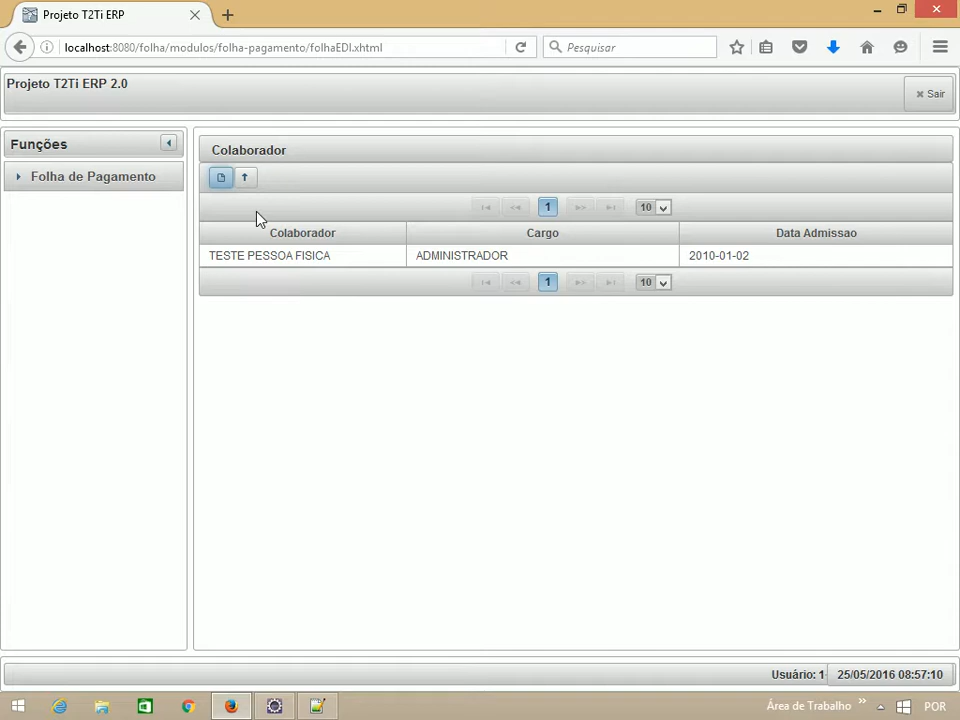 Projeto T2Ti ERP
localhost:8080/folha/modulos/folha-pagamento/folhaEDI.xhtml
Pesquisar
Projeto T2Ti ERP 2.0
Sair
Funções
Folha de Pagamento
Colaborador
1
10
Colaborador Cargo Data Admissao
TESTE PESSOA FISICA ADMINISTRADOR 2010-01-02
1
10
Usuário: 1 25/05/2016 08:57:10
Área de Trabalho
POR